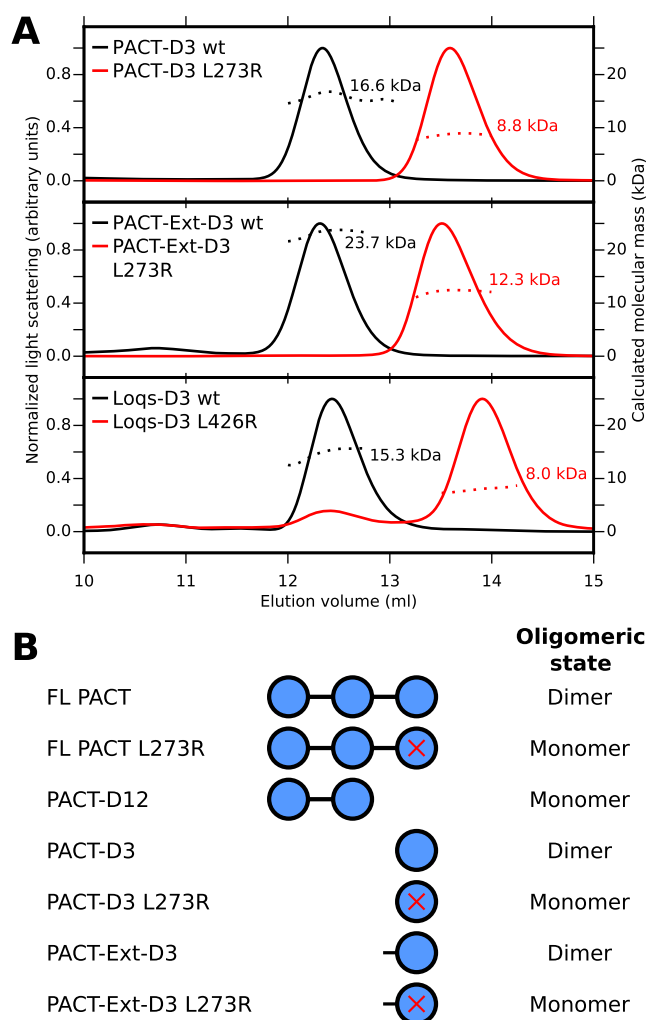 A
PACT-D3 wt
PACT-D3 L273R
16.6 kDa
8.8 kDa
0.8
0.4
0.0
20
10
0
PACT-Ext-D3 wt
PACT-Ext-D3
L273R
23.7 kDa
12.3 kDa
0.8
0.4
0.0
20
10
0
Loqs-D3 wt
Loqs-D3 L426R
15.3 kDa
8.0 kDa
0.8
0.4
0.0
20
10
0
Normalized light scattering (arbitrary units)
Calculated molecular mass (kDa)
10 11 12 13 14 15
Elution volume (ml)
B
Oligomeric
state
FL PACT Dimer
FL PACT L273R Monomer
PACT-D12 Monomer
PACT-D3 Dimer
PACT-D3 L273R Monomer
PACT-Ext-D3 Dimer
PACT-Ext-D3 L273R Monomer